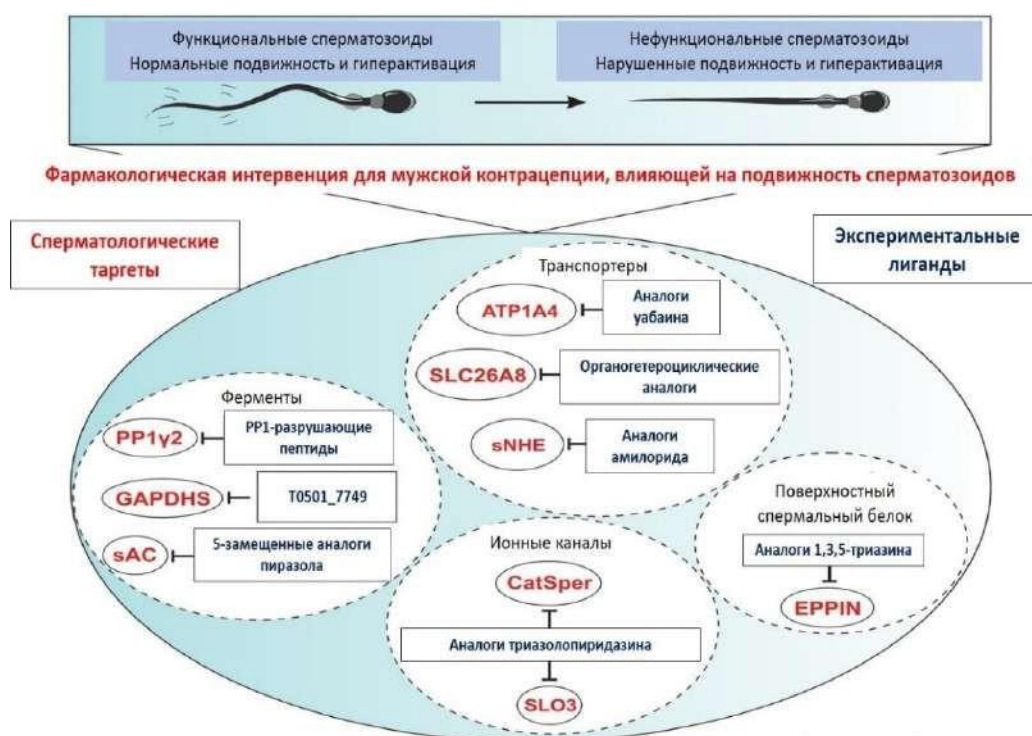 Функциональные сперматозоиды
Нормальные подвижность и гиперактивация
Нефункциональные сперматозоиды
Нарушенные подвижность и гиперактивация
Фармакологическая интервенция для мужской контрацепции, влияющей на подвижность сперматозоидов
Сперматологические
таргеты
Экспериментальные
лиганды
Транспортеры
ATP1A4
Аналоги
уабаина
SLC26A8
Органогетероциклические
аналоги
sNHE
Аналоги
амилорида
Ферменты
PP1γ2
PP1-разрушающие
пептиды
GAPDHS
T0501_7749
sAC
5-замещенные аналоги
пиразола
Ионные каналы
CatSper
Аналоги триазолопиридазина
SLO3
Поверхностный
спермальный белок
Аналоги 1,3,5-триазина
EPPIN